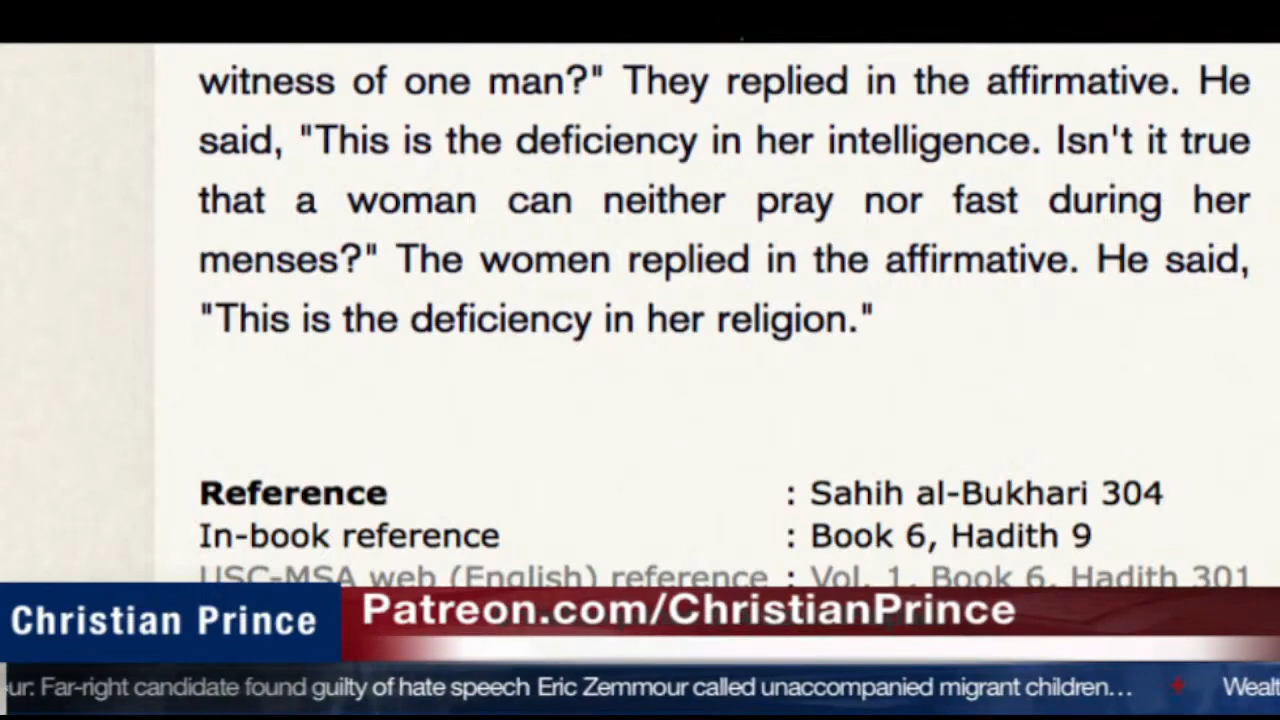 witness of one man?" They replied in the affirmative. He
said, "This is the deficiency in her intelligence. Isn't it true
that a woman can neither pray nor fast during her
menses?" The women replied in the affirmative. He said,
"This is the deficiency in her religion."
Reference : Sahih al-Bukhari 304
In-book reference : Book 6, Hadith 9
USC-MSA web (English) reference : Vol. 1, Book 6, Hadith 301
Christian Prince
Patreon.com/ChristianPrince
ur: Far-right candidate found guilty of hate speech Eric Zemmour called unaccompanied migrant children… Wealt